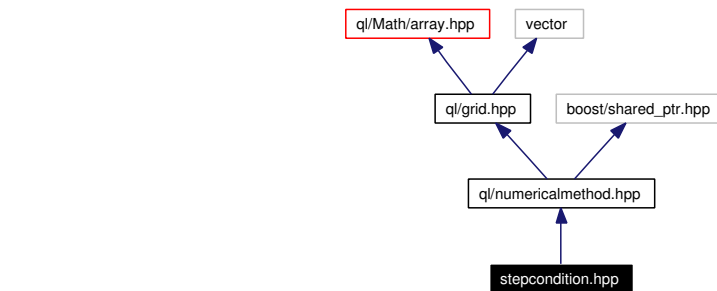 ql/Math/array.hpp
vector
ql/grid.hpp
boost/shared_ptr.hpp
ql/numericalmethod.hpp
stepcondition.hpp